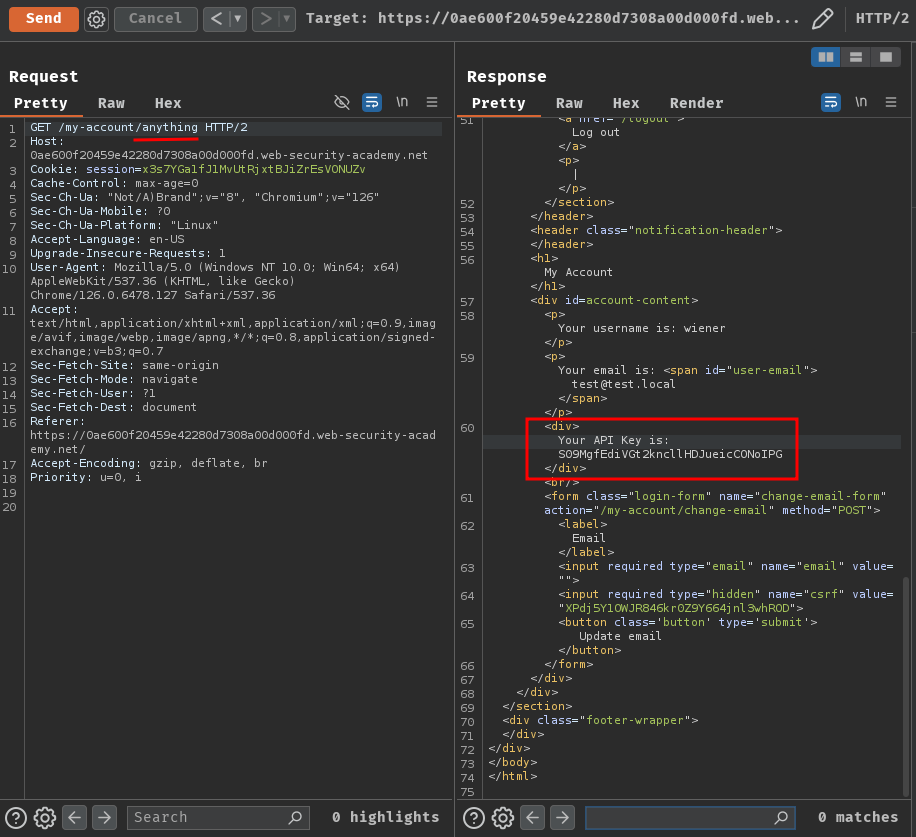 Send Cancel < ▼ > ▼ Target: https://0ae600f20459e42280d7308a00d000fd.web... HTTP/2
Request
Pretty Raw Hex \n
1 GET /my-account/anything HTTP/2
2 Host:
0ae600f20459e42280d7308a00d000fd.web-security-academy.net
3 Cookie: session=x3s7YGa1fJ1MvUtRjxtBJiZrEsVONUZv
4 Cache-Control: max-age=0
5 Sec-Ch-Ua: "Not/A)Brand";v="8", "Chromium";v="126"
6 Sec-Ch-Ua-Mobile: ?0
7 Sec-Ch-Ua-Platform: "Linux"
8 Accept-Language: en-US
9 Upgrade-Insecure-Requests: 1
10 User-Agent: Mozilla/5.0 (Windows NT 10.0; Win64; x64)
AppleWebKit/537.36 (KHTML, like Gecko)
Chrome/126.0.6478.127 Safari/537.36
11 Accept:
text/html,application/xhtml+xml,application/xml;q=0.9,imag
e/avif,image/webp,image/apng,*/*;q=0.8,application/signed-
exchange;v=b3;q=0.7
12 Sec-Fetch-Site: same-origin
13 Sec-Fetch-Mode: navigate
14 Sec-Fetch-User: ?1
15 Sec-Fetch-Dest: document
16 Referer:
https://0ae600f20459e42280d7308a00d000fd.web-security-acad
emy.net/
17 Accept-Encoding: gzip, deflate, br
18 Priority: u=0, i
19
20
Search 0 highlights
Response
Pretty Raw Hex Render \n
51 <a href="/logout">
Log out
</a>
<p>
|
</p>
52 </section>
53 </header>
54 <header class="notification-header">
55 </header>
56 <h1>
My Account
</h1>
57 <div id=account-content>
58 <p>
Your username is: wiener
</p>
59 <p>
Your email is: <span id="user-email">
test@test.local
</span>
</p>
60 <div>
Your API Key is:
S09MgfEdiVGt2kncllHDJueicCONoIPG
</div>
<br/>
61 <form class="login-form" name="change-email-form"
action="/my-account/change-email" method="POST">
62 <label>
Email
</label>
63 <input required type="email" name="email" value=
"">
64 <input required type="hidden" name="csrf" value=
"XPdj5Y1OWJR846kr0Z9Y664jnl3whROD">
65 <button class='button' type='submit'>
Update email
</button>
66 </form>
67 </div>
68 </div>
69 </section>
70 <div class="footer-wrapper">
71 </div>
72 </div>
73 </body>
74 </html>
75
0 matches